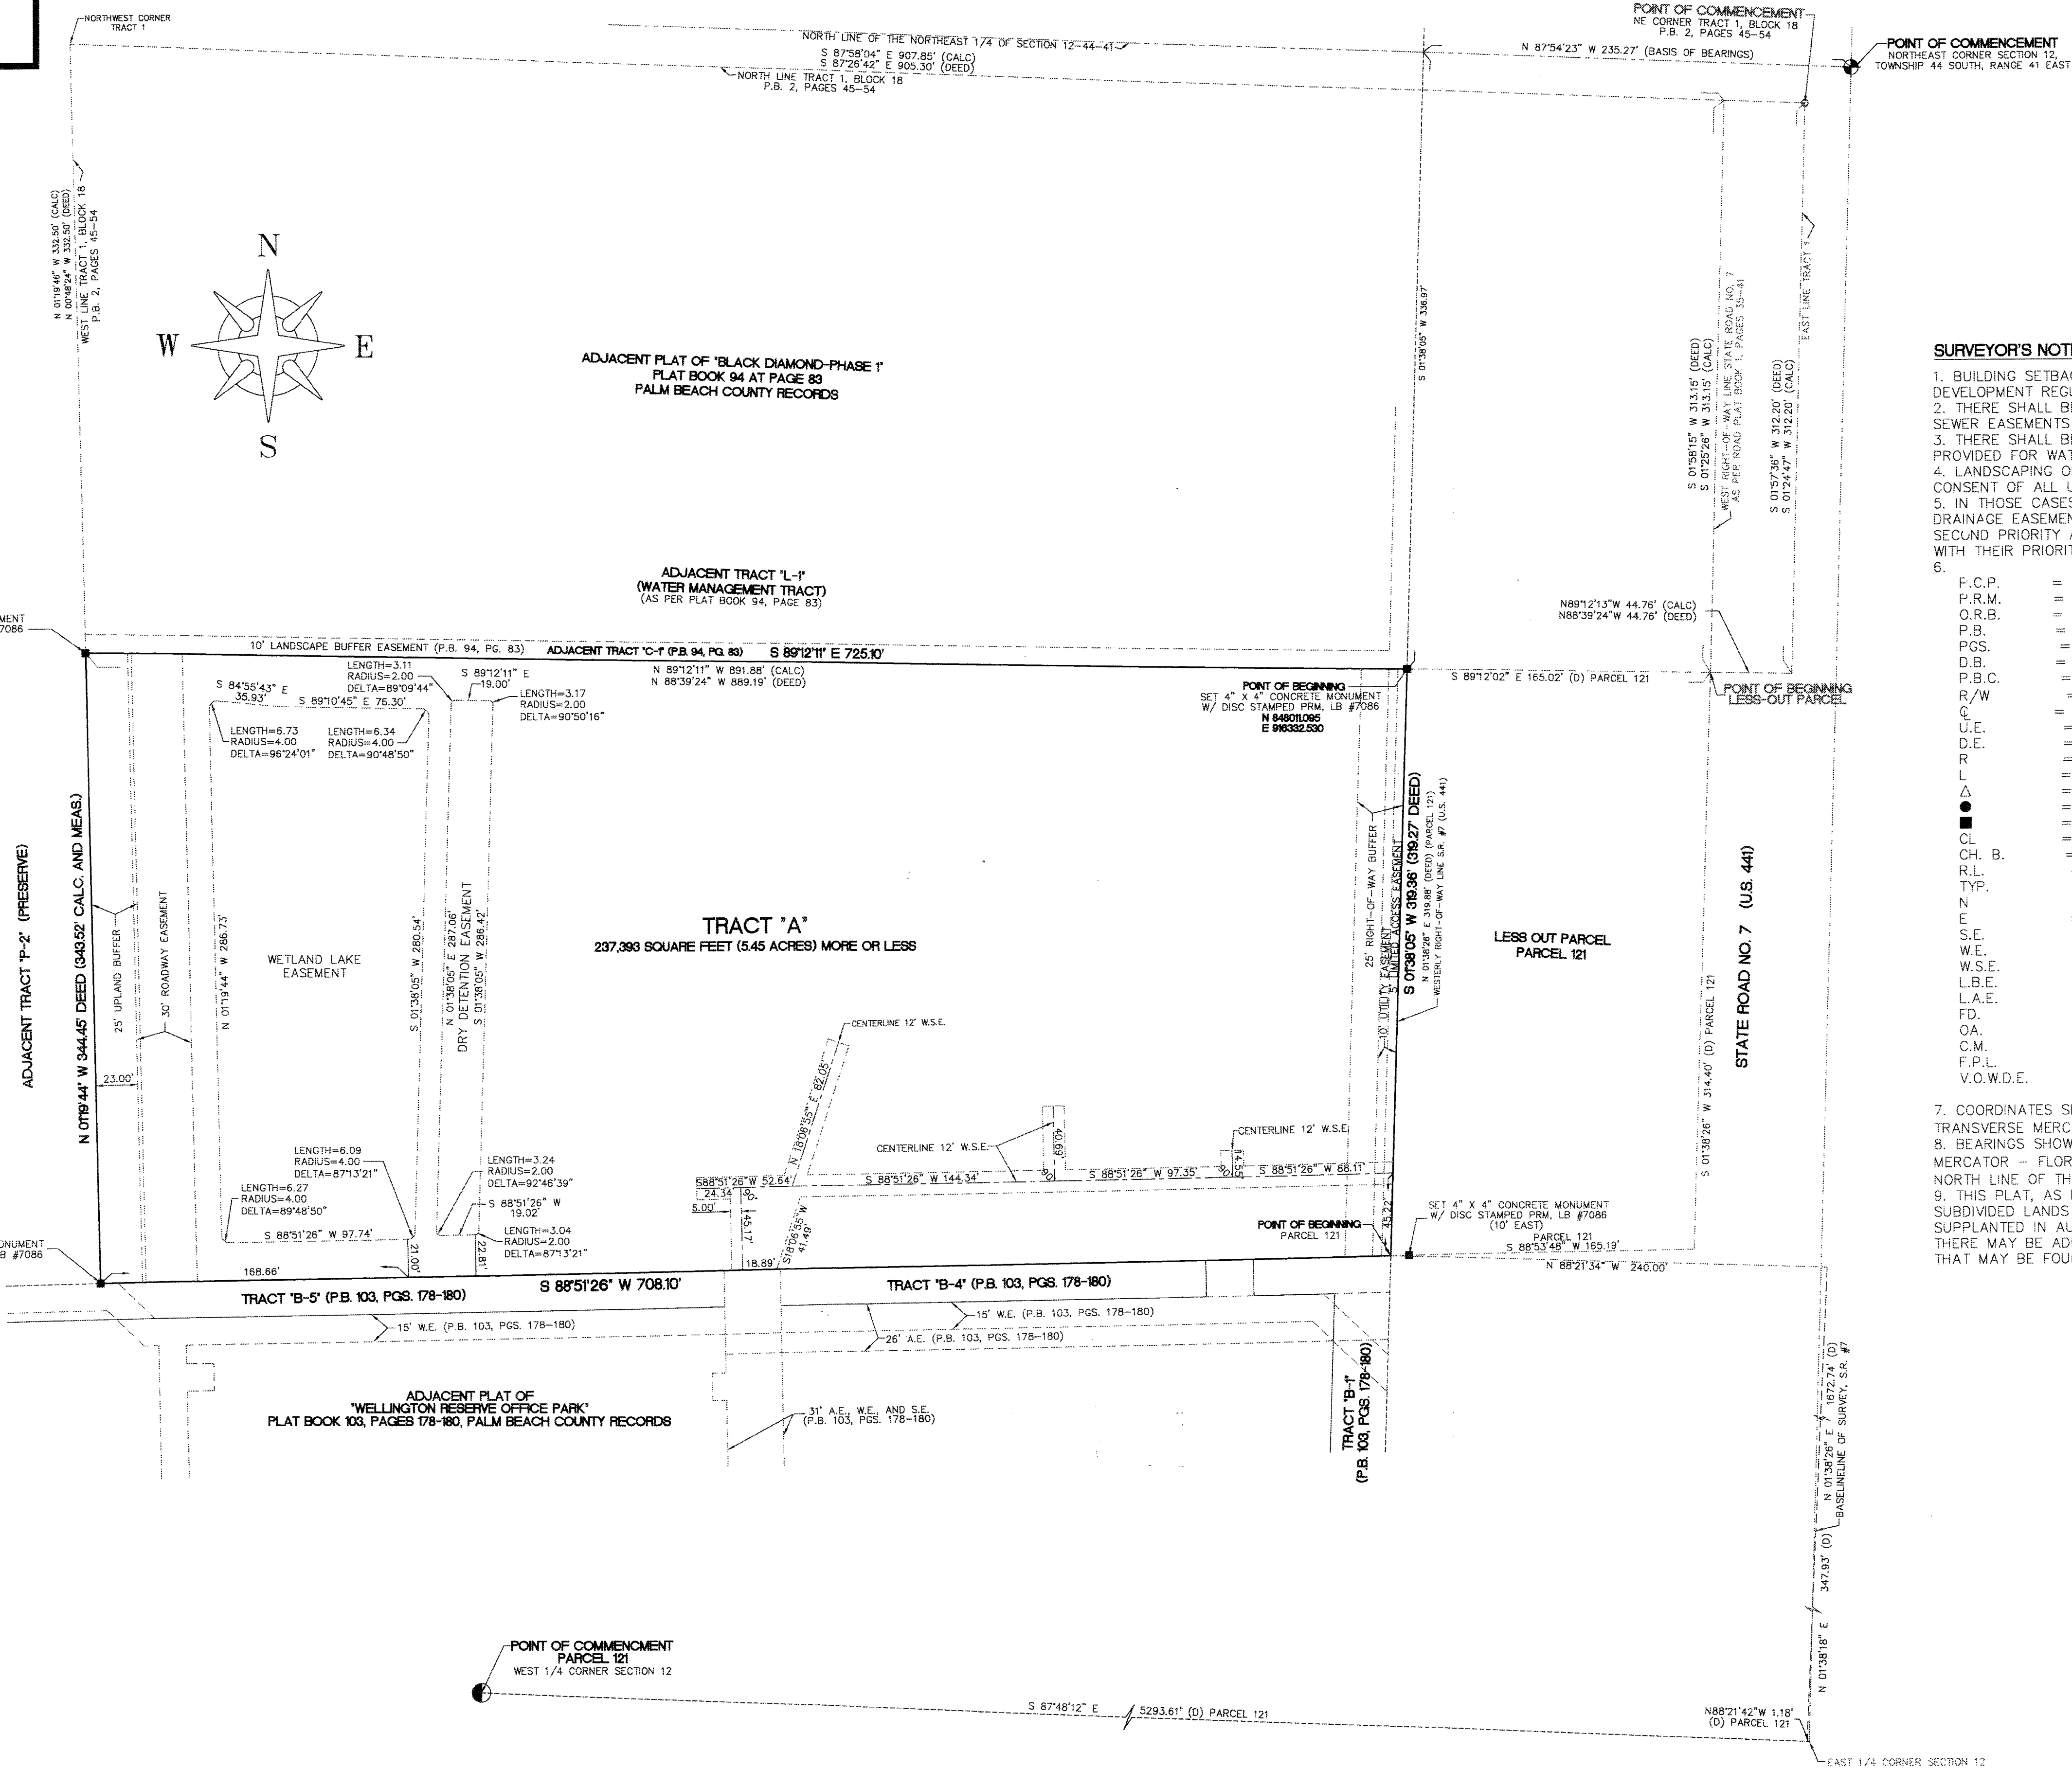 NORTHWEST CORNER
TRACT 1
NORTH LINE OF THE NORTHEAST 1/4 OF SECTION 12-44-41
S 87°58'04" E 907.85' (CALC)
S 87°26'42" E 905.30' (DEED)
NORTH LINE TRACT 1, BLOCK 18
P.B. 2, PAGES 45-54
POINT OF COMMENCEMENT
NE CORNER TRACT 1, BLOCK 18
P.B. 2, PAGES 45-54
N 87°54'23" W 235.27' (BASIS OF BEARINGS)
POINT OF COMMENCEMENT
NORTHEAST CORNER SECTION 12,
TOWNSHIP 44 SOUTH, RANGE 41 EAST
N 01°19'46" W 332.50' (CALC)
N 00°48'24" W 332.50' (DEED)
WEST LINE TRACT 1, BLOCK 18
P.B. 2, PAGES 45-54
N
W
E
S
ADJACENT PLAT OF "BLACK DIAMOND-PHASE 1"
PLAT BOOK 94 AT PAGE 83
PALM BEACH COUNTY RECORDS
S 01°38'05" W 336.97'
S 01°58'15" W 313.15' (DEED)
S 01°25'26" W 313.15' (CALC)
WEST RIGHT-OF-WAY LINE STATE ROAD NO. 7
AS PER ROAD PLAT BOOK 1, PAGES 35-41
S 01°57'36" W 312.20' (DEED)
S 01°24'47" W 312.20' (CALC)
EAST LINE TRACT 1
ADJACENT TRACT "L-1"
(WATER MANAGEMENT TRACT)
(AS PER PLAT BOOK 94, PAGE 83)
N89°12'13"W 44.76' (CALC)
N88°39'24"W 44.76' (DEED)
MENT
7086
10' LANDSCAPE BUFFER EASEMENT (P.B. 94, PG. 83)
ADJACENT TRACT "C-1" (P.B. 94, PG. 83)
S 89°12'11" E 725.10'
N 89°12'11" W 891.88' (CALC)
N 88°39'24" W 889.19' (DEED)
S 89°12'02" E 165.02' (D) PARCEL 121
POINT OF BEGINNING
LESS-OUT PARCEL
POINT OF BEGINNING
SET 4" X 4" CONCRETE MONUMENT
W/ DISC STAMPED PRM, LB #7086
N 848011.095
E 916332.530
LENGTH=3.11
RADIUS=2.00
DELTA=89°09'44"
S 89°12'11" E
19.00'
LENGTH=3.17
RADIUS=2.00
DELTA=90°50'16"
S 84°55'43" E
35.93'
S 89°10'45" E 76.30'
LENGTH=6.73
RADIUS=4.00
DELTA=96°24'01"
LENGTH=6.34
RADIUS=4.00
DELTA=90°48'50"
ADJACENT TRACT "P-2" (PRESERVE)
N 01°19'44" W 344.45' DEED (343.52' CALC. AND MEAS.)
25' UPLAND BUFFER
30' ROADWAY EASEMENT
N 01°19'44" W 286.73'
WETLAND LAKE
EASEMENT
S 01°38'05" W 280.54'
N 01°38'05" E 287.06'
DRY DETENTION EASEMENT
S 01°38'05" W 286.42'
TRACT "A"
237,393 SQUARE FEET (5.45 ACRES) MORE OR LESS
25' RIGHT-OF-WAY BUFFER
10' UTILITY EASEMENT
5' LIMITED ACCESS EASEMENT
S 01°38'05" W 319.36' (319.27' DEED)
N 01°38'26" E 319.88' (DEED) (PARCEL 121)
WESTERLY RIGHT-OF-WAY LINE S.R. #7 (U.S. 441)
LESS OUT PARCEL
PARCEL 121
S 01°38'26" W 314.40' (D) PARCEL 121
STATE ROAD NO. 7 (U.S. 441)
23.00'
CENTERLINE 12' W.S.E.
N 18°06'55" E 82.05'
CENTERLINE 12' W.S.E.
40.69'
90°
CENTERLINE 12' W.S.E.
14.55'
90°
S88°51'26"W 52.64'
S 88°51'26" W 144.34'
S 88°51'26" W 97.35'
S 88°51'26" W 88.11'
24.34'
90°
6.00'
45.17'
18.89'
S18°06'55"W
41.49'
45.22'
LENGTH=6.09
RADIUS=4.00
DELTA=87°13'21"
LENGTH=6.27
RADIUS=4.00
DELTA=89°48'50"
S 88°51'26" W 97.74'
LENGTH=3.24
RADIUS=2.00
DELTA=92°46'39"
S 88°51'26" W
19.02'
LENGTH=3.04
RADIUS=2.00
DELTA=87°13'21"
21.00'
22.81'
168.66'
ONUMENT
B #7086
POINT OF BEGINNING
PARCEL 121
SET 4" X 4" CONCRETE MONUMENT
W/ DISC STAMPED PRM, LB #7086
(10' EAST)
PARCEL 121
S 88°53'48" W 165.19'
N 88°21'34" W 240.00'
TRACT "B-5" (P.B. 103, PGS. 178-180)
S 88°51'26" W 708.10'
TRACT "B-4" (P.B. 103, PGS. 178-180)
15' W.E. (P.B. 103, PGS. 178-180)
15' W.E. (P.B. 103, PGS. 178-180)
26' A.E. (P.B. 103, PGS. 178-180)
ADJACENT PLAT OF
"WELLINGTON RESERVE OFFICE PARK"
PLAT BOOK 103, PAGES 178-180, PALM BEACH COUNTY RECORDS
31' A.E., W.E., AND S.E.
(P.B. 103, PGS. 178-180)
TRACT "B-1"
(P.B. 103, PGS. 178-180)
N 01°38'26" E 1672.74' (D)
BASELINELINE OF SURVEY, S.R. #7
N 01°38'18" E 347.93' (D)
POINT OF COMMENCMENT
PARCEL 121
WEST 1/4 CORNER SECTION 12
S 87°48'12" E 5293.61' (D) PARCEL 121
N88°21'42"W 1.18'
(D) PARCEL 121
EAST 1/4 CORNER SECTION 12
SURVEYOR'S NOTE
1. BUILDING SETBAC
DEVELOPMENT REGU
2. THERE SHALL BE
SEWER EASEMENTS
3. THERE SHALL BE
PROVIDED FOR WAT
4. LANDSCAPING O
CONSENT OF ALL U
5. IN THOSE CASES
DRAINAGE EASEMEN
SECOND PRIORITY A
WITH THEIR PRIORIT
6.
P.C.P. =
P.R.M. =
O.R.B. =
P.B. =
PGS. =
D.B. =
P.B.C. =
R/W =
℄ =
U.E. =
D.E. =
R =
L =
△ =
● =
■ =
CL =
CH. B. =
R.L.
TYP.
N
E
S.E.
W.E.
W.S.E.
L.B.E.
L.A.E.
FD.
OA.
C.M.
F.P.L.
V.O.W.D.E.
7. COORDINATES SH
TRANSVERSE MERC
8. BEARINGS SHOW
MERCATOR - FLOR
NORTH LINE OF TH
9. THIS PLAT, AS
SUBDIVIDED LANDS
SUPPLANTED IN AU
THERE MAY BE AD
THAT MAY BE FOU